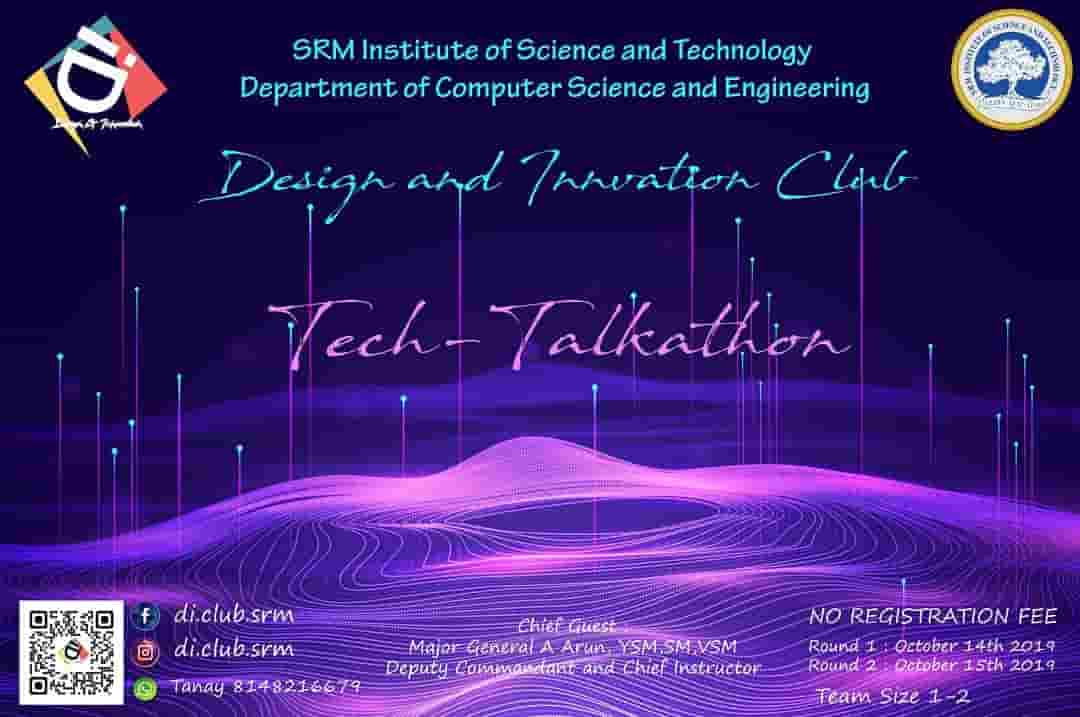 SRM Institute of Science and Technology
Department of Computer Science and Engineering
Design & Innovation
Design and Innvation Club
Tech-Talkathon
di.club.srm
di.club.srm
Tanay 8148216679
Chief Guest :
Major General A Arun, YSM,SM,VSM
Deputy Commandant and Chief Instructor
NO REGISTRATION FEE
Round 1 : October 14th 2019
Round 2 : October 15th 2019
Team Size 1-2